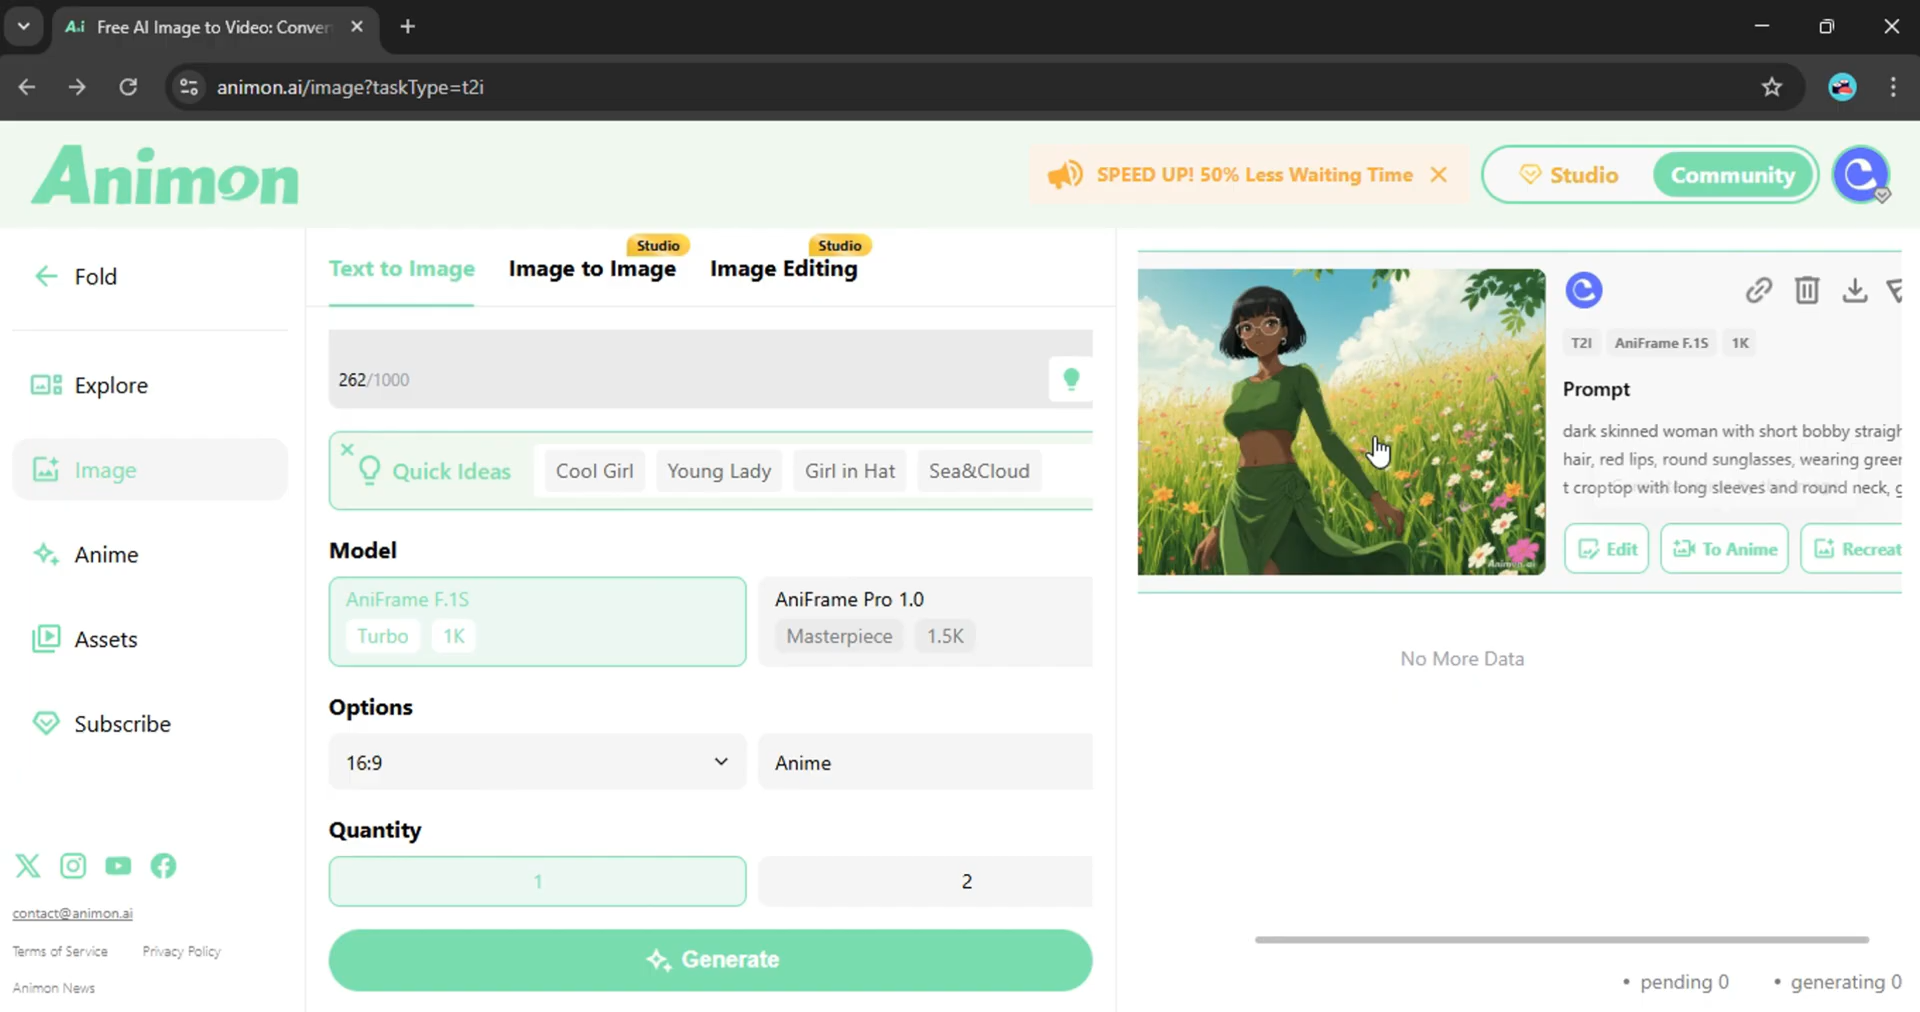 Free AI Image to Video: Conver
animon.ai/image?taskType=t2i
Animon
SPEED UP! 50% Less Waiting Time
Studio
Community
Fold
Explore
Image
Anime
Assets
Subscribe
contact@animon.ai
Terms of Service Privacy Policy
Animon News
Studio Studio
Text to Image Image to Image Image Editing
262/1000
Quick Ideas Cool Girl Young Lady Girl in Hat Sea&Cloud
Model
AniFrame F.1S AniFrame Pro 1.0
Turbo 1K Masterpiece 1.5K
Options
16:9 Anime
Quantity
1 2
Generate
Animon.ai
T2I AniFrame F.1S 1K
Prompt
dark skinned woman with short bobby straigh
hair, red lips, round sunglasses, wearing green
t croptop with long sleeves and round neck, g
Edit To Anime Recreat
No More Data
• pending 0 • generating 0